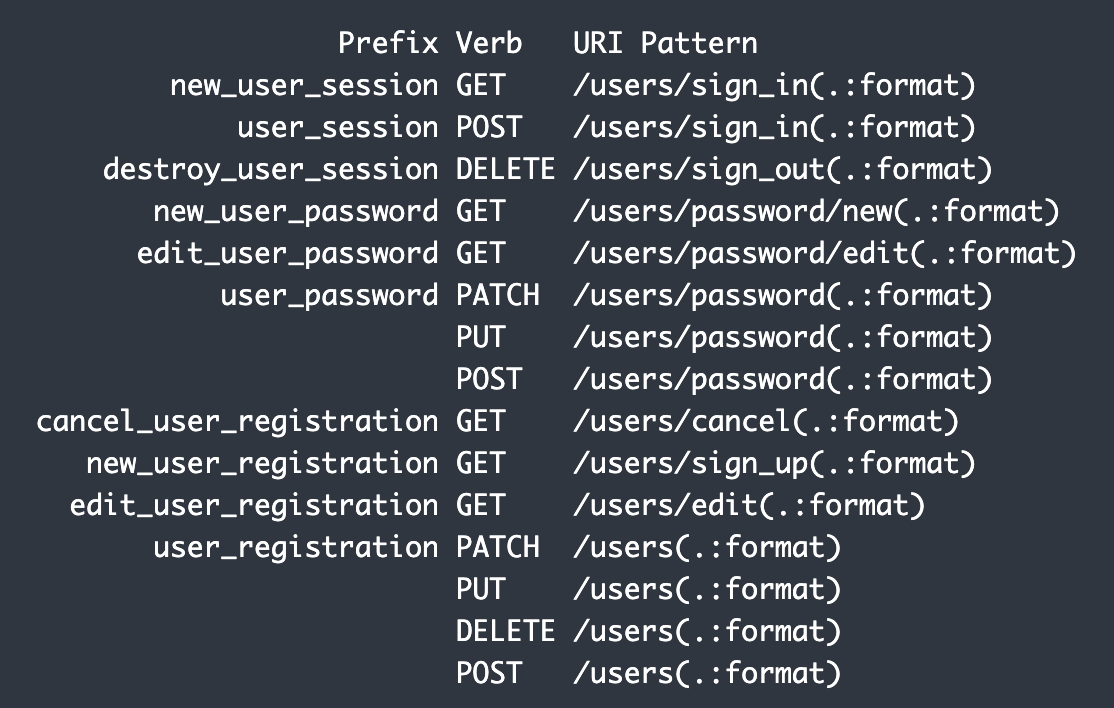 Prefix Verb URI Pattern
new_user_session GET /users/sign_in(.:format)
user_session POST /users/sign_in(.:format)
destroy_user_session DELETE /users/sign_out(.:format)
new_user_password GET /users/password/new(.:format)
edit_user_password GET /users/password/edit(.:format)
user_password PATCH /users/password(.:format)
PUT /users/password(.:format)
POST /users/password(.:format)
cancel_user_registration GET /users/cancel(.:format)
new_user_registration GET /users/sign_up(.:format)
edit_user_registration GET /users/edit(.:format)
user_registration PATCH /users(.:format)
PUT /users(.:format)
DELETE /users(.:format)
POST /users(.:format)